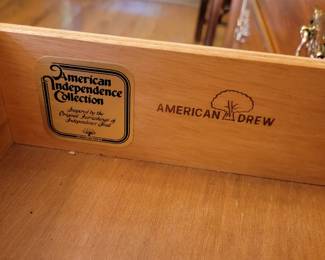 American
Independence
Collection
Inspired by the
Original Furnishings of
Independence Hall
AMERICAN DREW